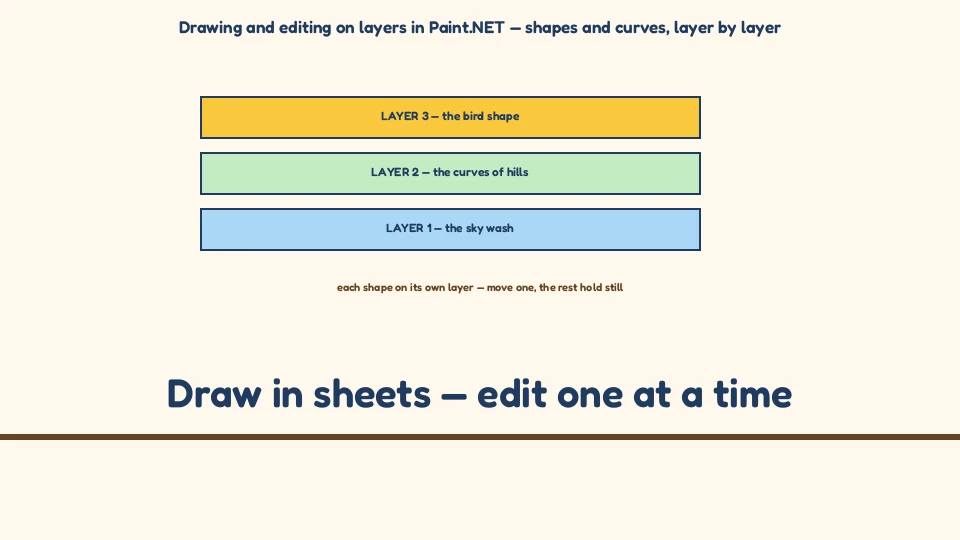 Drawing and editing on layers in Paint.NET — shapes and curves, layer by layer
LAYER 3 — the bird shape
LAYER 2 — the curves of hills
LAYER 1 — the sky wash
each shape on its own layer — move one, the rest hold still
Draw in sheets — edit one at a time